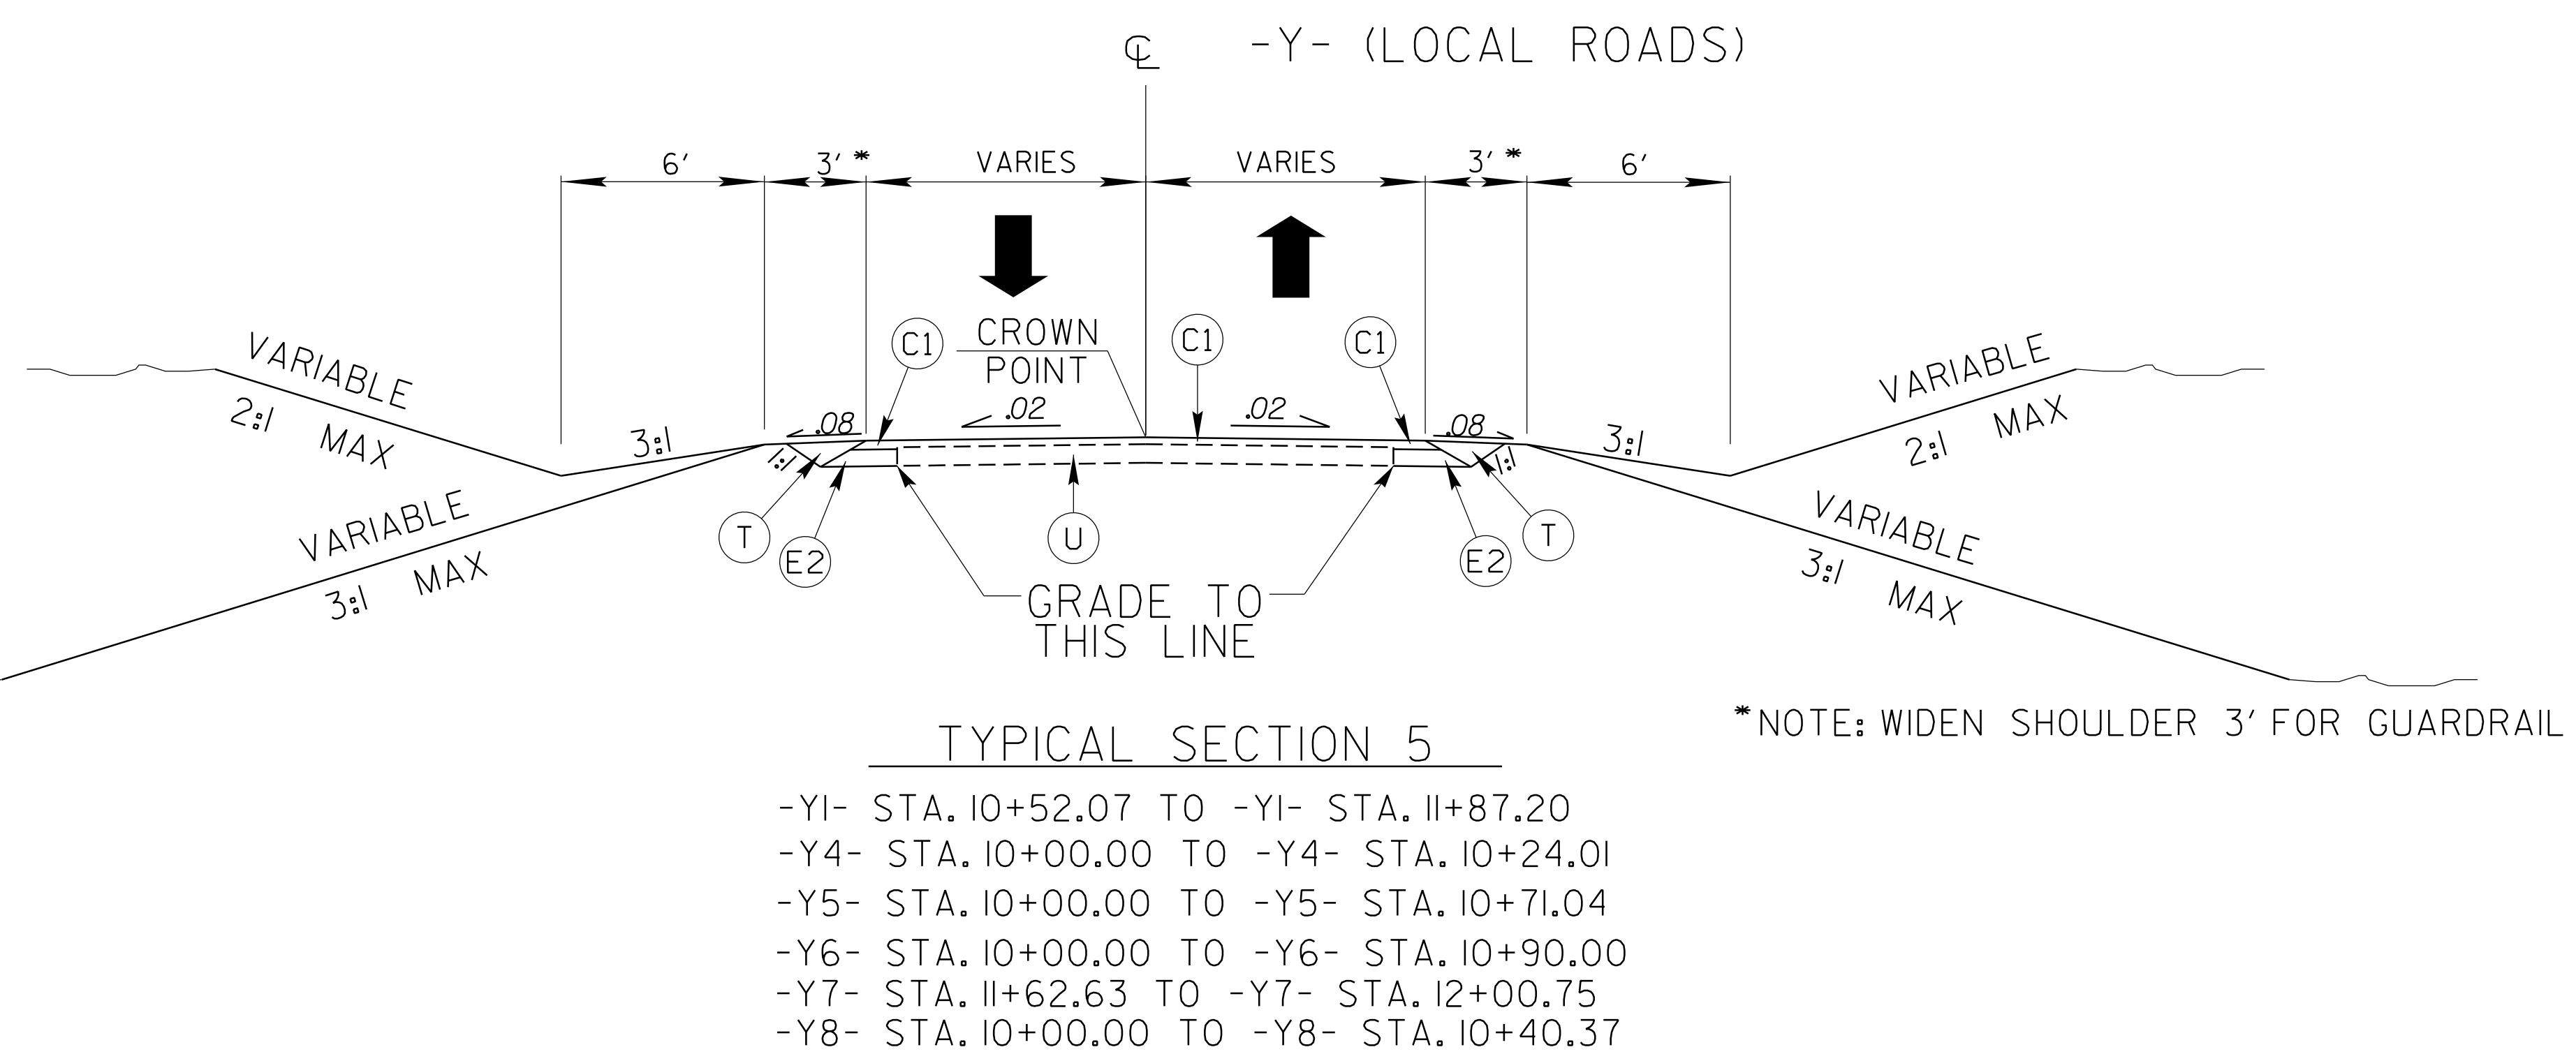 ℄ -Y- (LOCAL ROADS)
6' 3'* VARIES VARIES 3'* 6'
C1 CROWN POINT C1 C1
VARIABLE
2:1 MAX
3:1
.08
.02
.02
.08
3:1
VARIABLE
2:1 MAX
1:1
1:1
VARIABLE
3:1 MAX
T
E2
U
E2
T
VARIABLE
3:1 MAX
GRADE TO
THIS LINE
*NOTE: WIDEN SHOULDER 3' FOR GUARDRAIL
TYPICAL SECTION 5
-Y1- STA. 10+52.07 TO -Y1- STA. 11+87.20
-Y4- STA. 10+00.00 TO -Y4- STA. 10+24.01
-Y5- STA. 10+00.00 TO -Y5- STA. 10+71.04
-Y6- STA. 10+00.00 TO -Y6- STA. 10+90.00
-Y7- STA. 11+62.63 TO -Y7- STA. 12+00.75
-Y8- STA. 10+00.00 TO -Y8- STA. 10+40.37